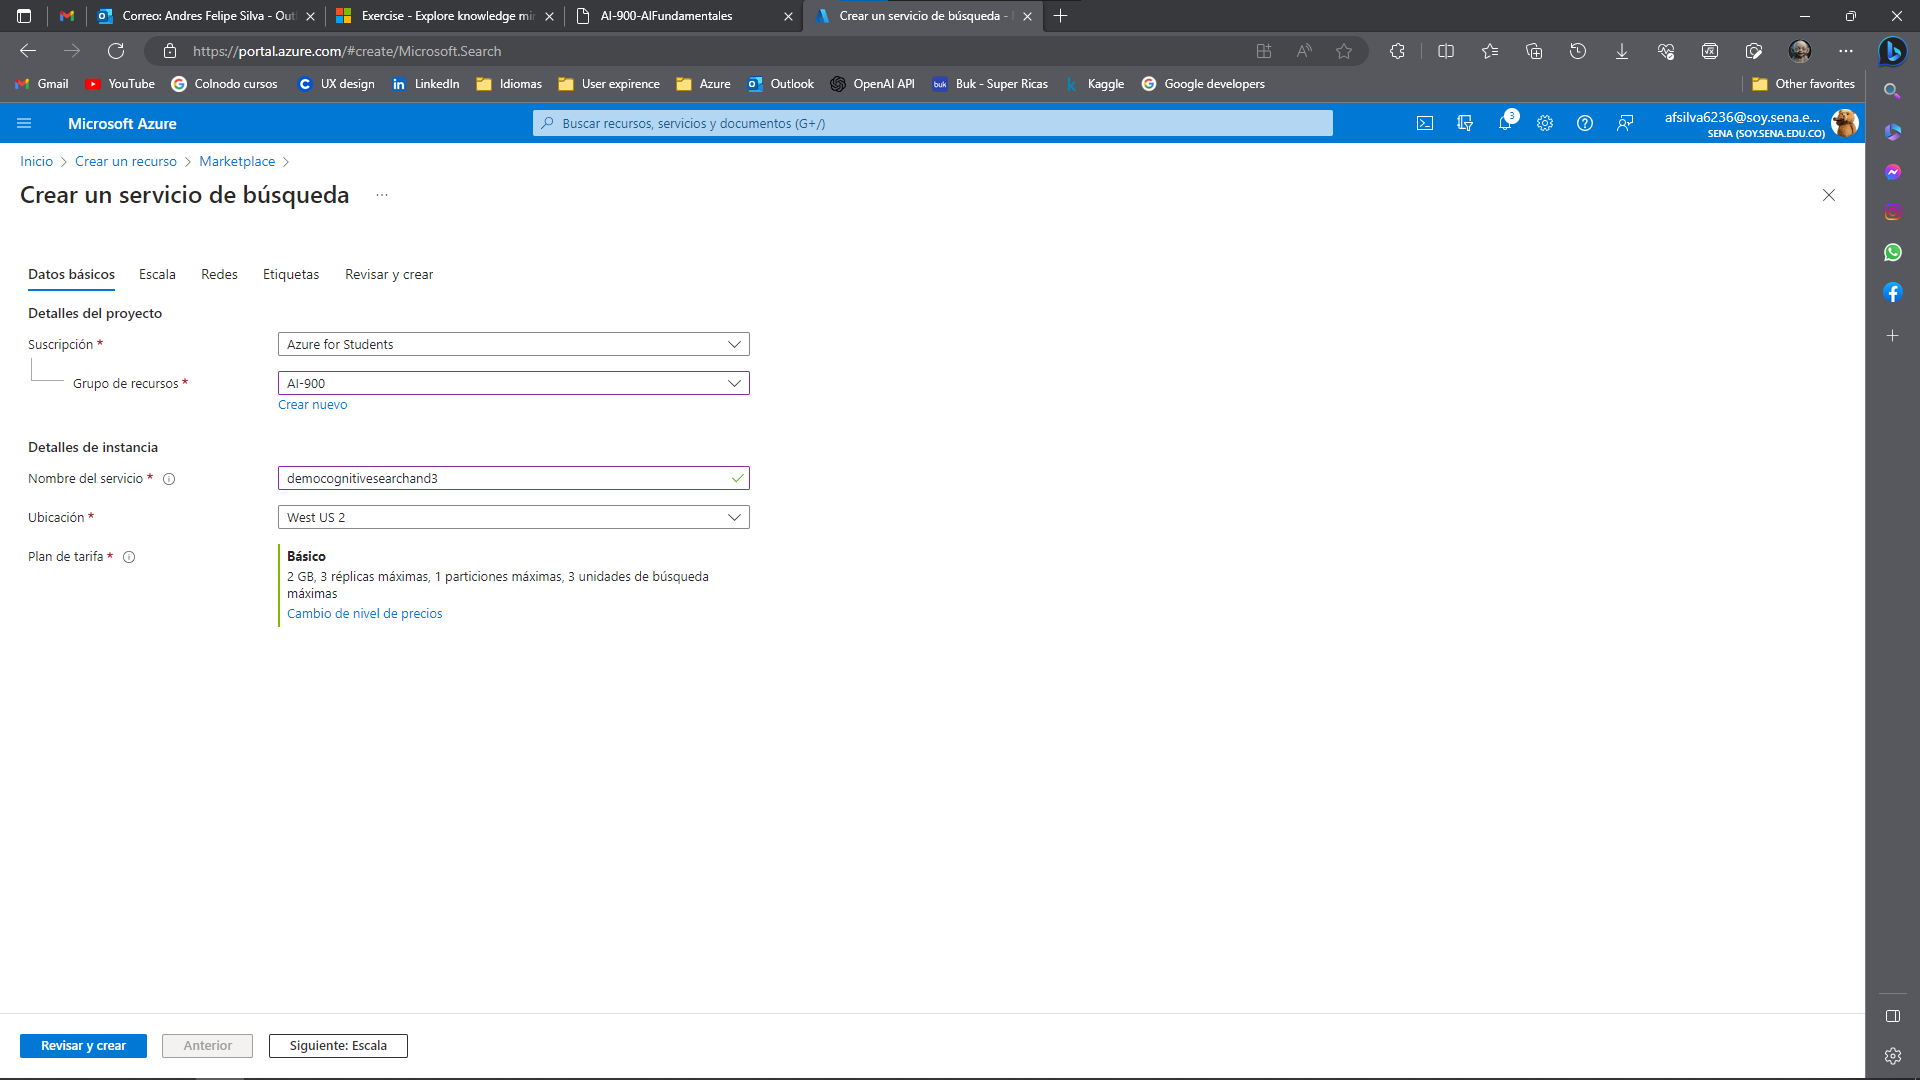 Correo: Andres Felipe Silva - Out
Exercise - Explore knowledge mi
AI-900-AIFundamentales
Crear un servicio de búsqueda -
https://portal.azure.com/#create/Microsoft.Search
Gmail
YouTube
Colnodo cursos
UX design
LinkedIn
Idiomas
User expirence
Azure
Outlook
OpenAI API
buk
Buk - Super Ricas
Kaggle
Google developers
Other favorites
Microsoft Azure
Buscar recursos, servicios y documentos (G+/)
3
afsilva6236@soy.sena.e...
SENA (SOY.SENA.EDU.CO)
Inicio > Crear un recurso > Marketplace >
Crear un servicio de búsqueda ...
Datos básicos
Escala
Redes
Etiquetas
Revisar y crear
Detalles del proyecto
Suscripción *
Azure for Students
Grupo de recursos *
AI-900
Crear nuevo
Detalles de instancia
Nombre del servicio *
democognitivesearchand3
Ubicación *
West US 2
Plan de tarifa *
Básico
2 GB, 3 réplicas máximas, 1 particiones máximas, 3 unidades de búsqueda
máximas
Cambio de nivel de precios
Revisar y crear
Anterior
Siguiente: Escala